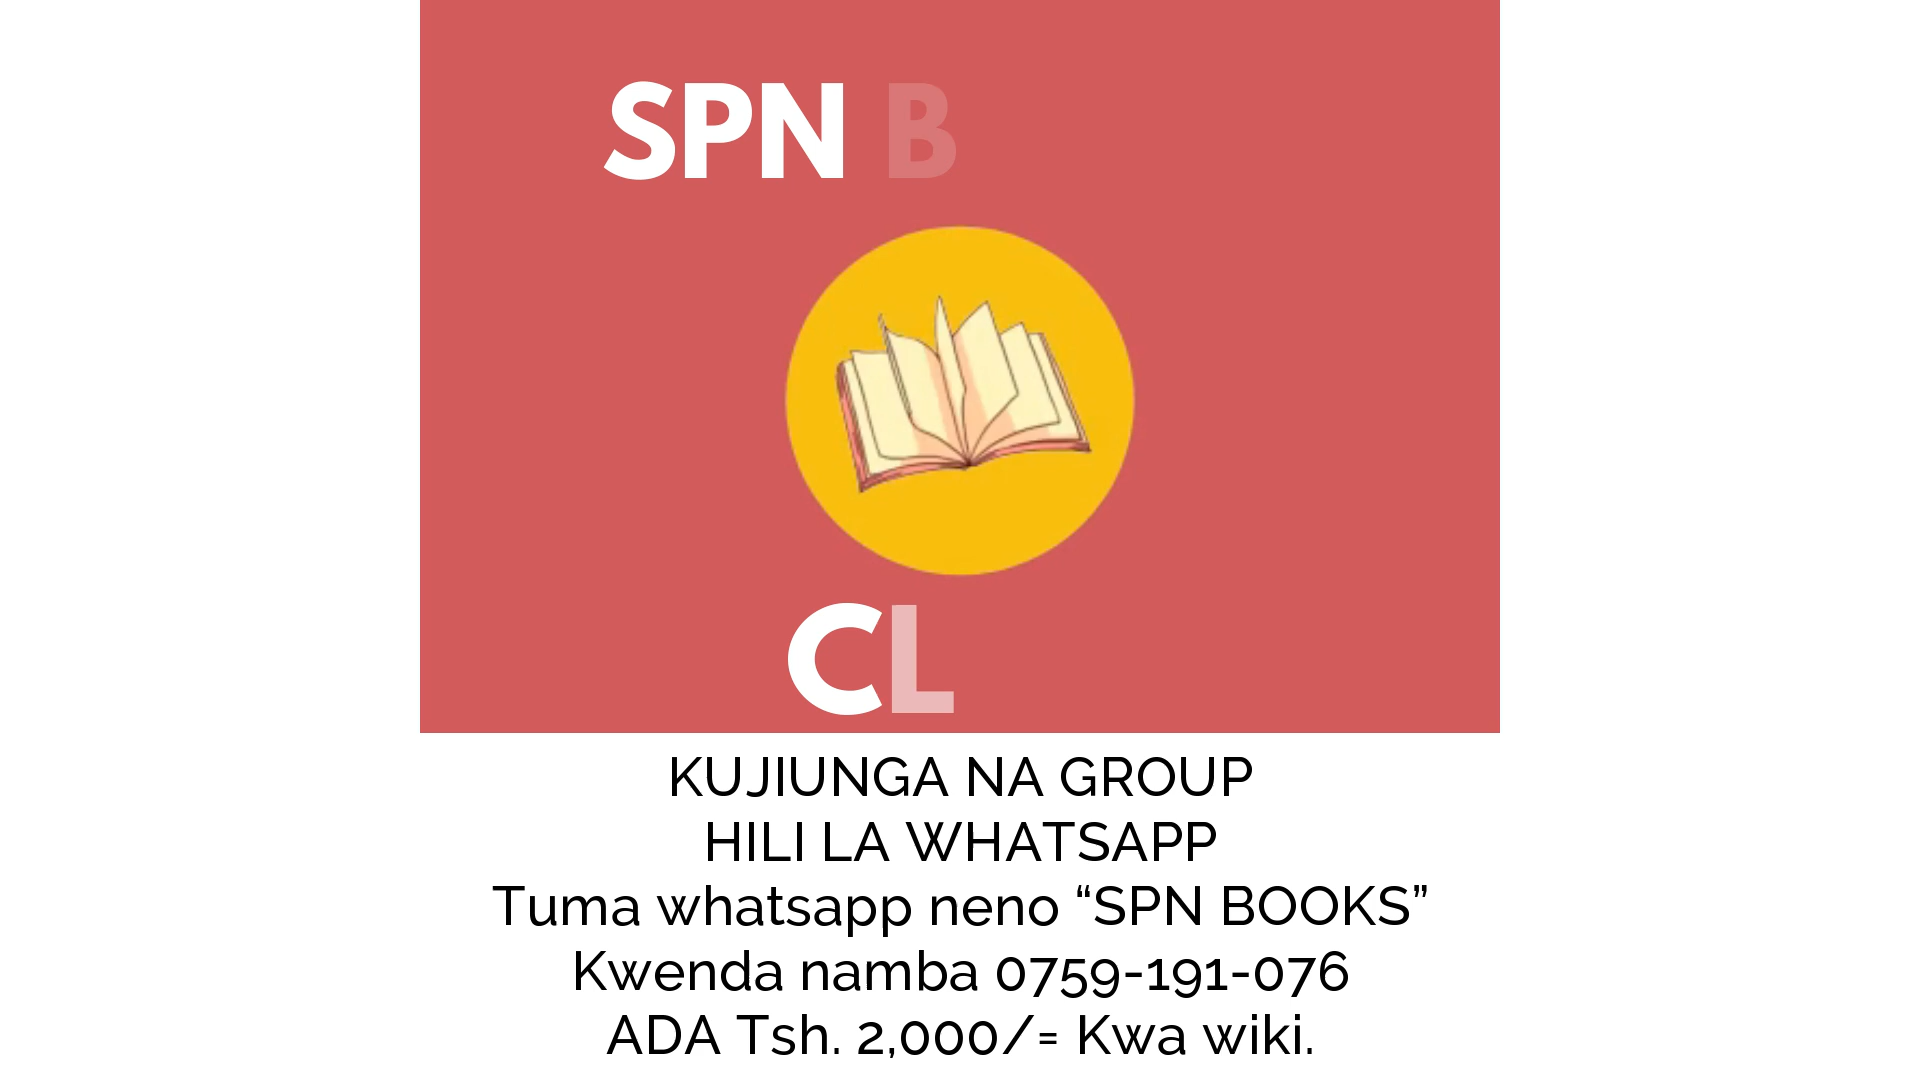 SPN B
CL
KUJIUNGA NA GROUP
HILI LA WHATSAPP
Tuma whatsapp neno “SPN BOOKS”
Kwenda namba 0759-191-076
ADA Tsh. 2,000/= Kwa wiki.